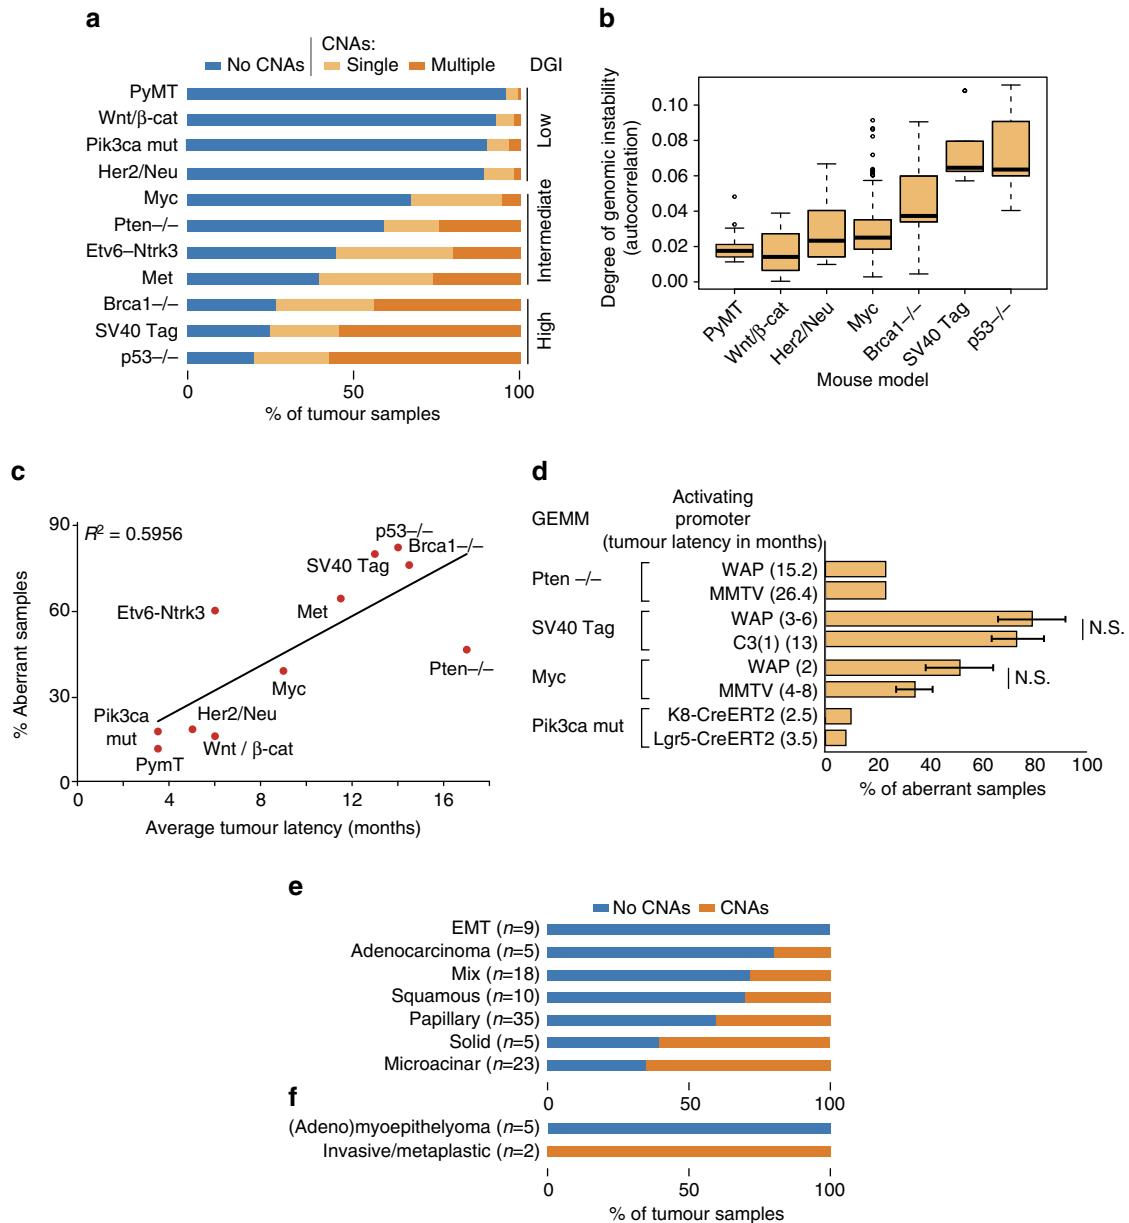 a
CNAs:
No CNAs Single Multiple DGI
PyMT
Wnt/β-cat
Pik3ca mut
Her2/Neu
Myc
Pten–/–
Etv6–Ntrk3
Met
Brca1–/–
SV40 Tag
p53–/–
Low
Intermediate
High
0 50 100
% of tumour samples
b
Degree of genomic instability
(autocorrelation)
0.10
0.08
0.06
0.04
0.02
0.00
PyMT
Wnt/β-cat
Her2/Neu
Myc
Brca1–/–
SV40 Tag
p53–/–
Mouse model
c
% Aberrant samples
90
60
30
0
R² = 0.5956
p53–/–
Brca1–/–
SV40 Tag
Etv6-Ntrk3
Met
Pten–/–
Myc
Pik3ca
mut
Her2/Neu
Wnt / β-cat
PymT
0 4 8 12 16
Average tumour latency (months)
d
GEMM
Activating
promoter
(tumour latency in months)
Pten –/–
WAP (15.2)
MMTV (26.4)
SV40 Tag
WAP (3-6)
C3(1) (13)
N.S.
Myc
WAP (2)
MMTV (4-8)
N.S.
Pik3ca mut
K8-CreERT2 (2.5)
Lgr5-CreERT2 (3.5)
0 20 40 60 80 100
% of aberrant samples
e
No CNAs CNAs
EMT (n=9)
Adenocarcinoma (n=5)
Mix (n=18)
Squamous (n=10)
Papillary (n=35)
Solid (n=5)
Microacinar (n=23)
0 50 100
f
(Adeno)myoepithelyoma (n=5)
Invasive/metaplastic (n=2)
0 50 100
% of tumour samples